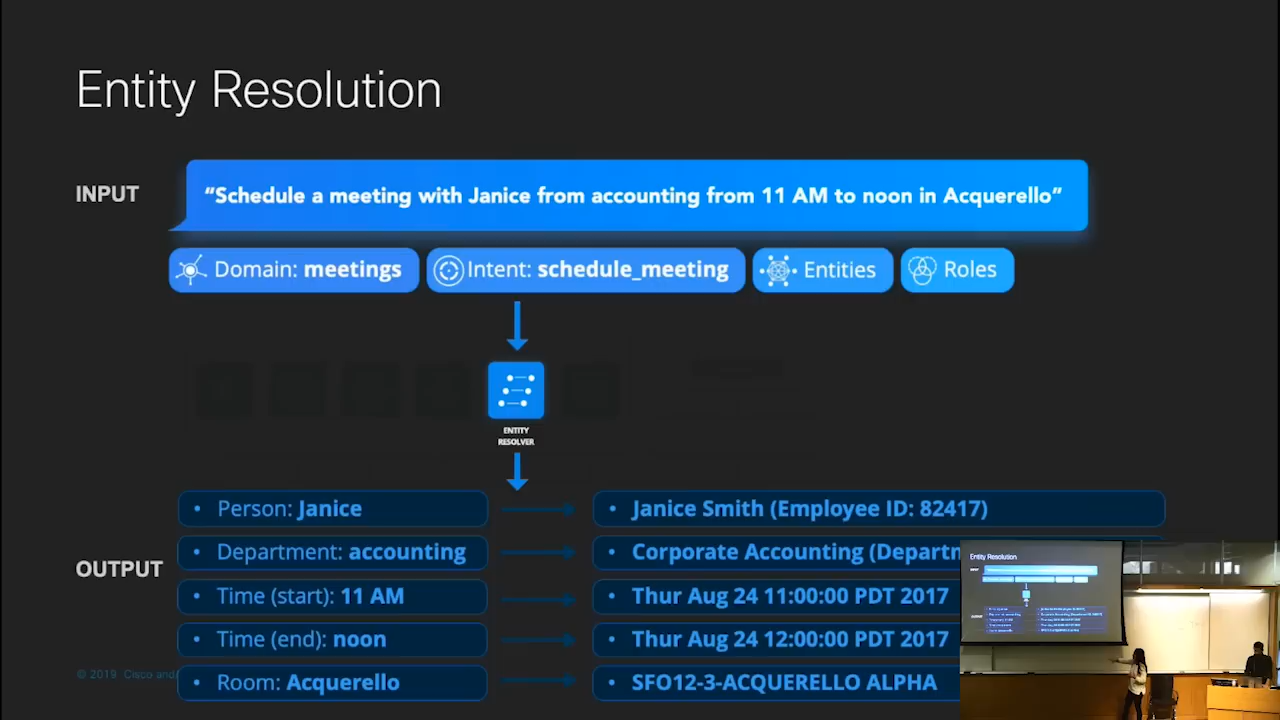 Entity Resolution
INPUT
“Schedule a meeting with Janice from accounting from 11 AM to noon in Acquerello”
Domain: meetings
Intent: schedule_meeting
Entities
Roles
ENTITY
RESOLVER
OUTPUT
• Person: Janice
• Janice Smith (Employee ID: 82417)
• Department: accounting
• Corporate Accounting
• Time (start): 11 AM
• Thur Aug 24 11:00:00 PDT 2017
• Time (end): noon
• Thur Aug 24 12:00:00 PDT 2017
• Room: Acquerello
• SFO12-3-ACQUERELLO ALPHA
© 2019 Cisco and
Entity Resolution